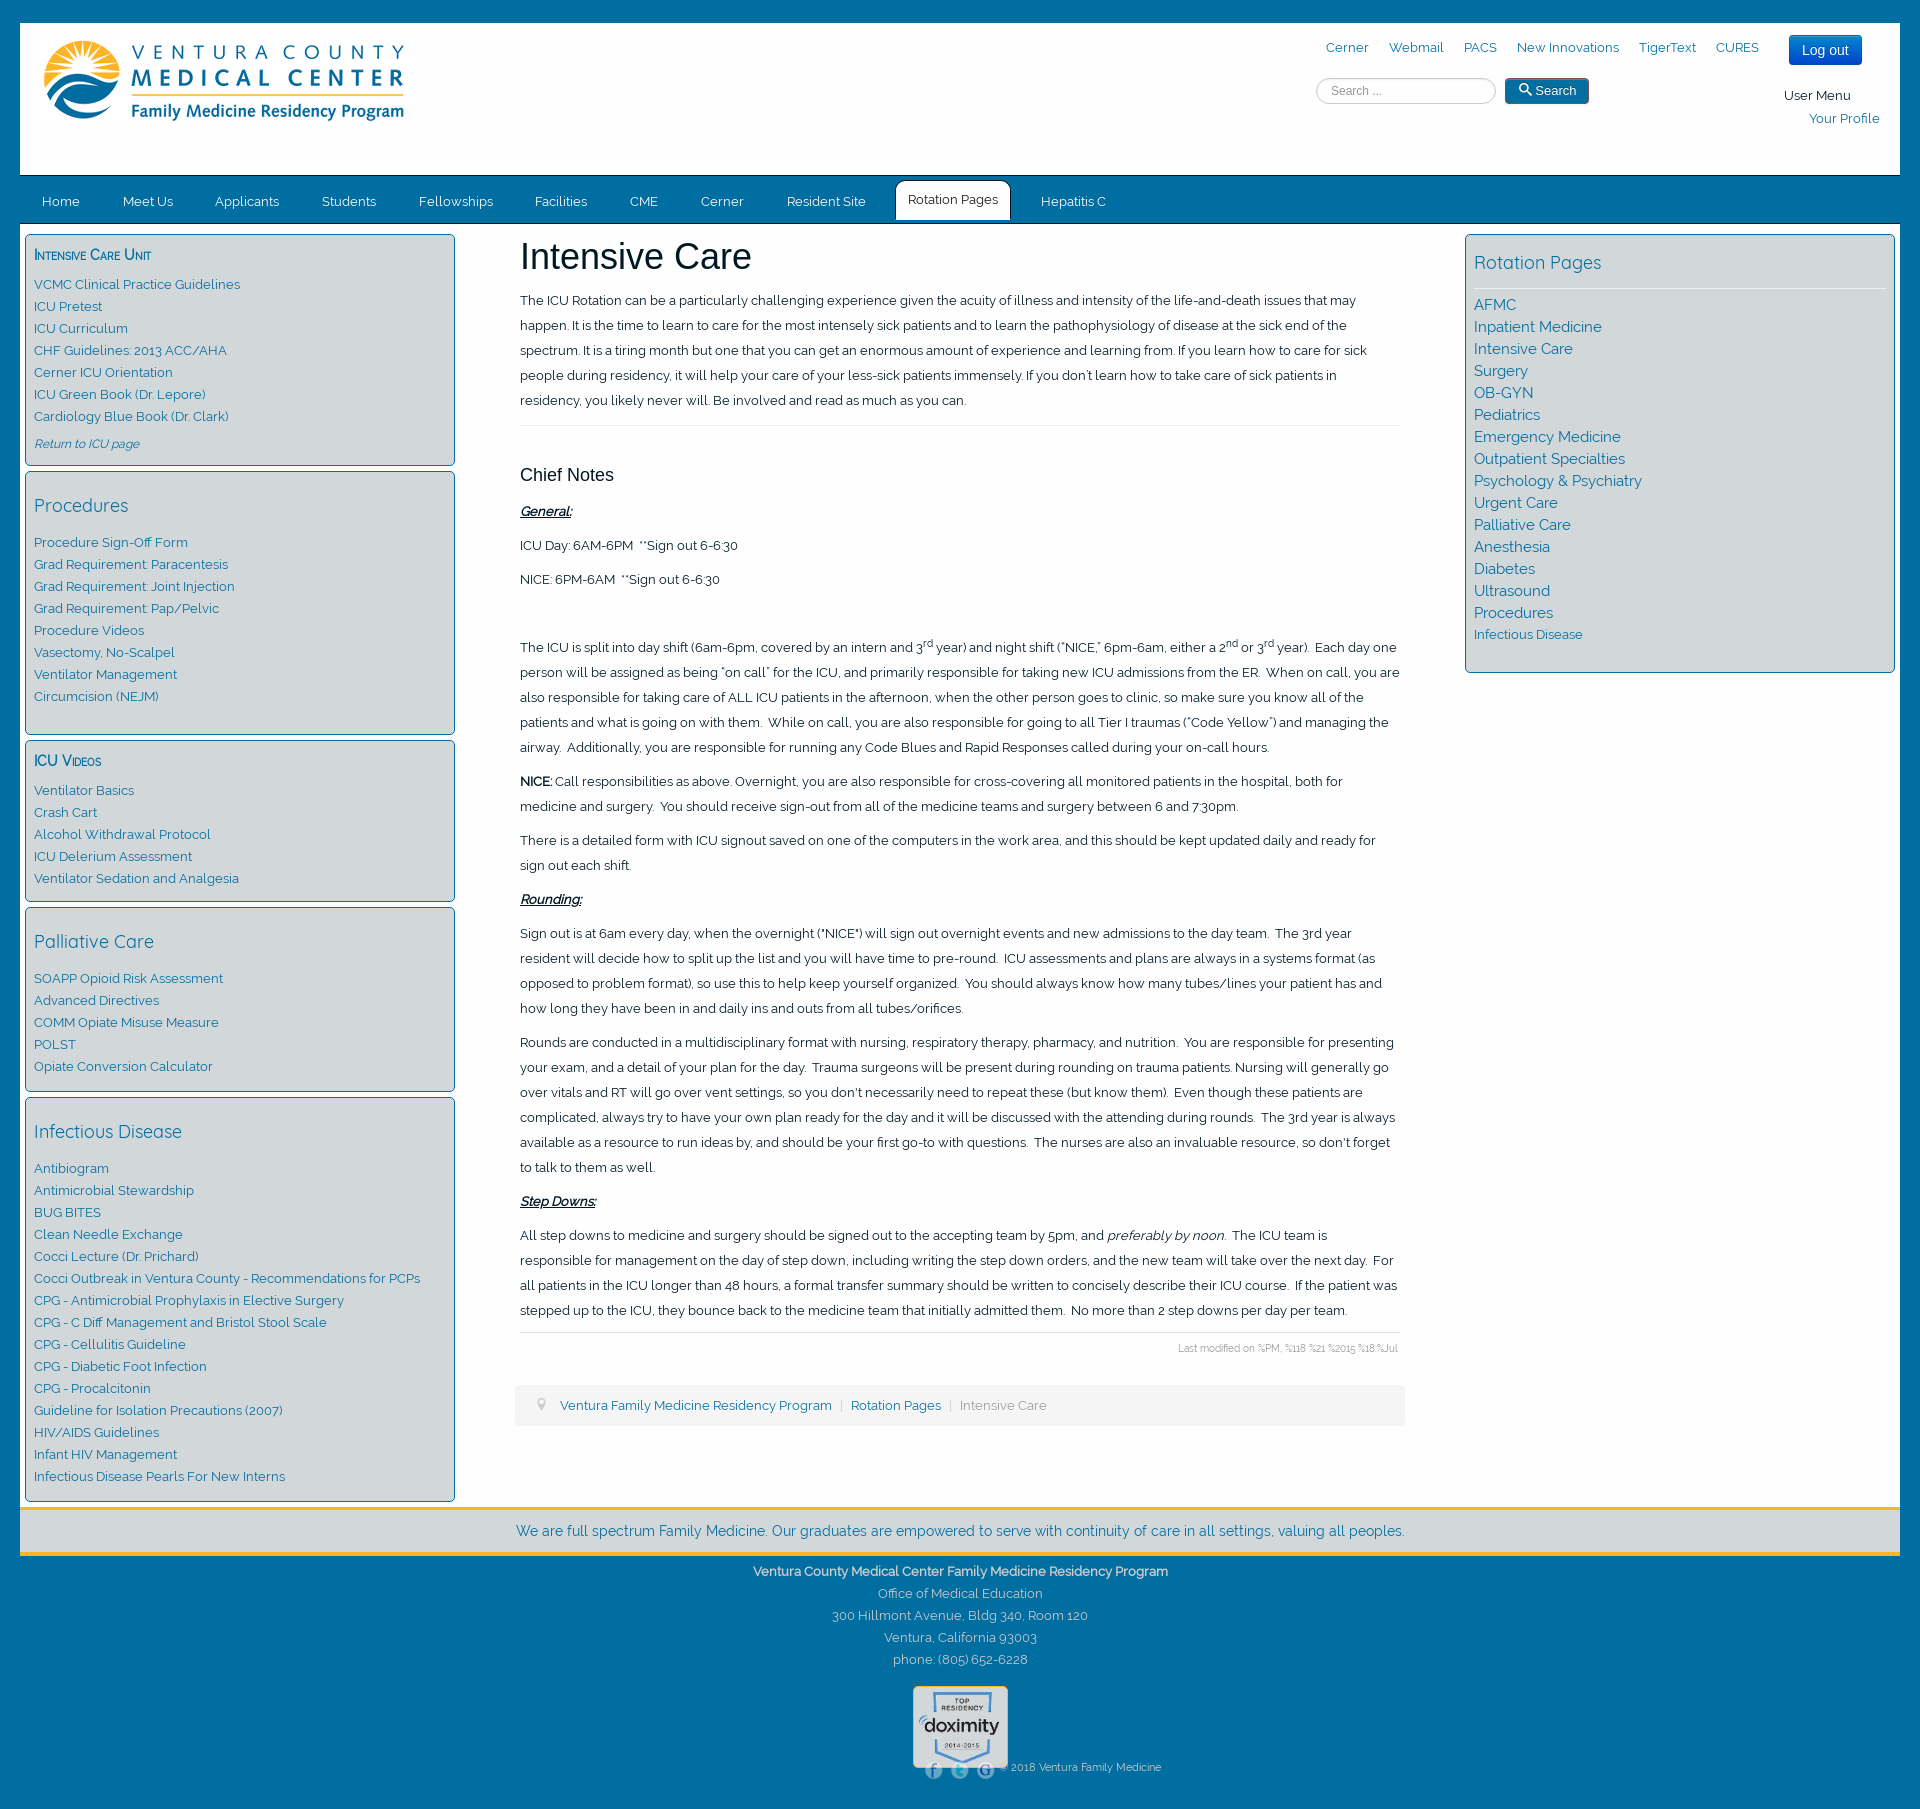 VENTURA COUNTY
MEDICAL CENTER
Family Medicine Residency Program
Cerner Webmail PACS New Innovations TigerText CURES
Log out
Search ...
Search
User Menu
Your Profile
Home Meet Us Applicants Students Fellowships Facilities CME Cerner Resident Site Rotation Pages Hepatitis C
Intensive Care Unit
VCMC Clinical Practice Guidelines
ICU Pretest
ICU Curriculum
CHF Guidelines: 2013 ACC/AHA
Cerner ICU Orientation
ICU Green Book (Dr. Lepore)
Cardiology Blue Book (Dr. Clark)
Return to ICU page
Procedures
Procedure Sign-Off Form
Grad Requirement: Paracentesis
Grad Requirement: Joint Injection
Grad Requirement: Pap/Pelvic
Procedure Videos
Vasectomy, No-Scalpel
Ventilator Management
Circumcision (NEJM)
ICU Videos
Ventilator Basics
Crash Cart
Alcohol Withdrawal Protocol
ICU Delerium Assessment
Ventilator Sedation and Analgesia
Palliative Care
SOAPP Opioid Risk Assessment
Advanced Directives
COMM Opiate Misuse Measure
POLST
Opiate Conversion Calculator
Infectious Disease
Antibiogram
Antimicrobial Stewardship
BUG BITES
Clean Needle Exchange
Cocci Lecture (Dr. Prichard)
Cocci Outbreak in Ventura County - Recommendations for PCPs
CPG - Antimicrobial Prophylaxis in Elective Surgery
CPG - C Diff Management and Bristol Stool Scale
CPG - Cellulitis Guideline
CPG - Diabetic Foot Infection
CPG - Procalcitonin
Guideline for Isolation Precautions (2007)
HIV/AIDS Guidelines
Infant HIV Management
Infectious Disease Pearls For New Interns
Intensive Care
The ICU Rotation can be a particularly challenging experience given the acuity of illness and intensity of the life-and-death issues that may
happen. It is the time to learn to care for the most intensely sick patients and to learn the pathophysiology of disease at the sick end of the
spectrum. It is a tiring month but one that you can get an enormous amount of experience and learning from. If you learn how to care for sick
people during residency, it will help your care of your less-sick patients immensely. If you don't learn how to take care of sick patients in
residency, you likely never will. Be involved and read as much as you can.
Chief Notes
General:
ICU Day: 6AM-6PM **Sign out 6-6:30
NICE: 6PM-6AM **Sign out 6-6:30
The ICU is split into day shift (6am-6pm, covered by an intern and 3rd year) and night shift ("NICE," 6pm-6am, either a 2nd or 3rd year). Each day one
person will be assigned as being "on call" for the ICU, and primarily responsible for taking new ICU admissions from the ER. When on call, you are
also responsible for taking care of ALL ICU patients in the afternoon, when the other person goes to clinic, so make sure you know all of the
patients and what is going on with them. While on call, you are also responsible for going to all Tier I traumas ("Code Yellow") and managing the
airway. Additionally, you are responsible for running any Code Blues and Rapid Responses called during your on-call hours.
NICE: Call responsibilities as above. Overnight, you are also responsible for cross-covering all monitored patients in the hospital, both for
medicine and surgery. You should receive sign-out from all of the medicine teams and surgery between 6 and 7:30pm.
There is a detailed form with ICU signout saved on one of the computers in the work area, and this should be kept updated daily and ready for
sign out each shift.
Rounding:
Sign out is at 6am every day, when the overnight ("NICE") will sign out overnight events and new admissions to the day team. The 3rd year
resident will decide how to split up the list and you will have time to pre-round. ICU assessments and plans are always in a systems format (as
opposed to problem format), so use this to help keep yourself organized. You should always know how many tubes/lines your patient has and
how long they have been in and daily ins and outs from all tubes/orifices.
Rounds are conducted in a multidisciplinary format with nursing, respiratory therapy, pharmacy, and nutrition. You are responsible for presenting
your exam, and a detail of your plan for the day. Trauma surgeons will be present during rounding on trauma patients. Nursing will generally go
over vitals and RT will go over vent settings, so you don't necessarily need to repeat these (but know them). Even though these patients are
complicated, always try to have your own plan ready for the day and it will be discussed with the attending during rounds. The 3rd year is always
available as a resource to run ideas by, and should be your first go-to with questions. The nurses are also an invaluable resource, so don't forget
to talk to them as well.
Step Downs:
All step downs to medicine and surgery should be signed out to the accepting team by 5pm, and preferably by noon. The ICU team is
responsible for management on the day of step down, including writing the step down orders, and the new team will take over the next day. For
all patients in the ICU longer than 48 hours, a formal transfer summary should be written to concisely describe their ICU course. If the patient was
stepped up to the ICU, they bounce back to the medicine team that initially admitted them. No more than 2 step downs per day per team.
Last modified on %PM, %118 %21 %2015 %18:%Jul
Ventura Family Medicine Residency Program | Rotation Pages | Intensive Care
Rotation Pages
AFMC
Inpatient Medicine
Intensive Care
Surgery
OB-GYN
Pediatrics
Emergency Medicine
Outpatient Specialties
Psychology & Psychiatry
Urgent Care
Palliative Care
Anesthesia
Diabetes
Ultrasound
Procedures
Infectious Disease
We are full spectrum Family Medicine. Our graduates are empowered to serve with continuity of care in all settings, valuing all peoples.
Ventura County Medical Center Family Medicine Residency Program
Office of Medical Education
300 Hillmont Avenue, Bldg 340, Room 120
Ventura, California 93003
phone: (805) 652-6228
TOP
RESIDENCY
doximity
2014-2015
f t G © 2018 Ventura Family Medicine